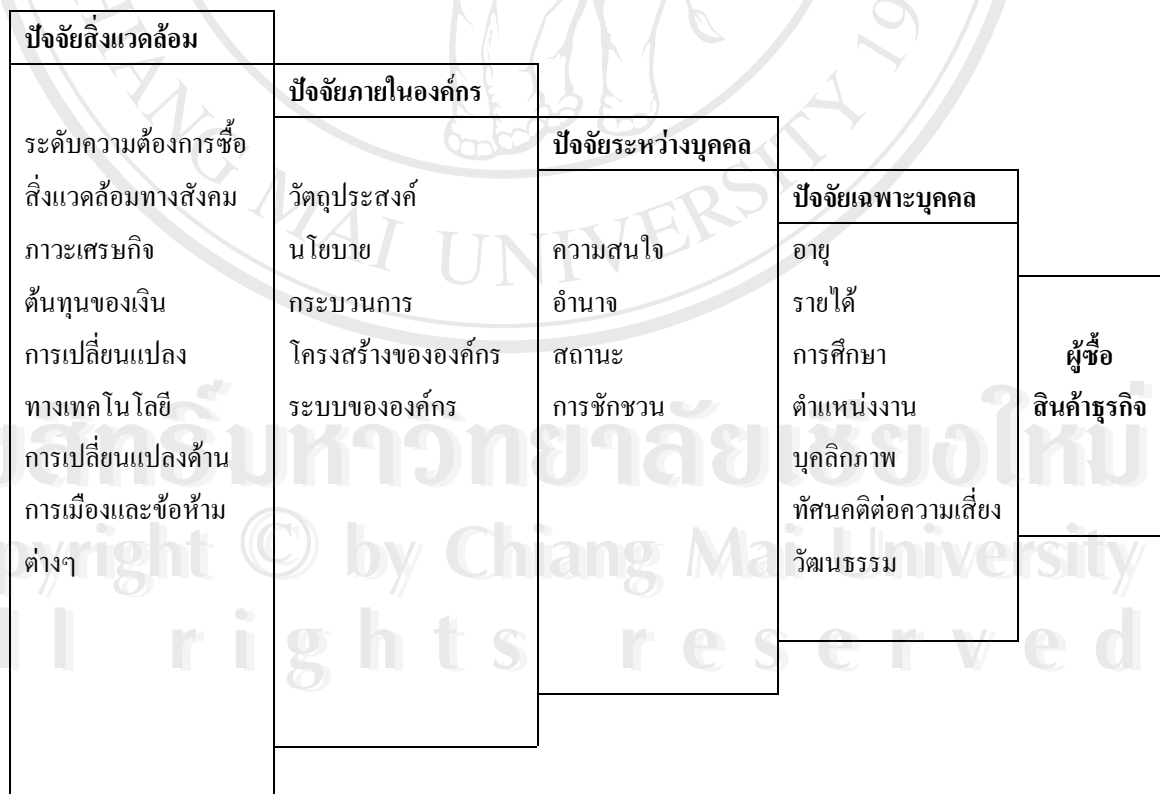 ปัจจัยสิ่งแวดล้อม
ระดับความต้องการซื้อ
สิ่งแวดล้อมทางสังคม
ภาวะเศรษฐกิจ
ต้นทุนของเงิน
การเปลี่ยนแปลง
ทางเทคโนโลยี
การเปลี่ยนแปลงด้าน
การเมืองและข้อห้าม
ต่างๆ
ปัจจัยภายในองค์กร
วัตถุประสงค์
นโยบาย
กระบวนการ
โครงสร้างขององค์กร
ระบบขององค์กร
ปัจจัยระหว่างบุคคล
ความสนใจ
อำนาจ
สถานะ
การชักชวน
ปัจจัยเฉพาะบุคคล
อายุ
รายได้
การศึกษา
ตำแหน่งงาน
บุคลิกภาพ
ทัศนคติต่อความเสี่ยง
วัฒนธรรม
ผู้ซื้อ
สินค้าธุรกิจ
MAI UNIVERSITY 19
มหาวิทยาลัยเชียงใหม่
© by Chiang Mai University
rights reserved